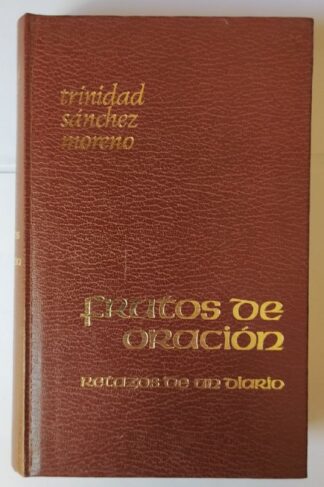 trinidad
sánchez
moreno
frutos de
oración
retazos de un diario